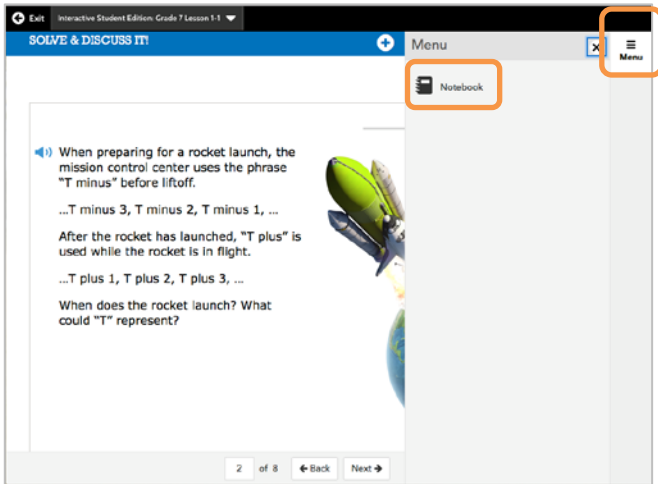 Exit Interactive Student Edition: Grade 7 Lesson 1-1
SOLVE & DISCUSS IT!
Menu
Menu
Notebook
When preparing for a rocket launch, the
mission control center uses the phrase
“T minus” before liftoff.
...T minus 3, T minus 2, T minus 1, ...
After the rocket has launched, “T plus” is
used while the rocket is in flight.
...T plus 1, T plus 2, T plus 3, ...
When does the rocket launch? What
could “T” represent?
2 of 8 Back Next